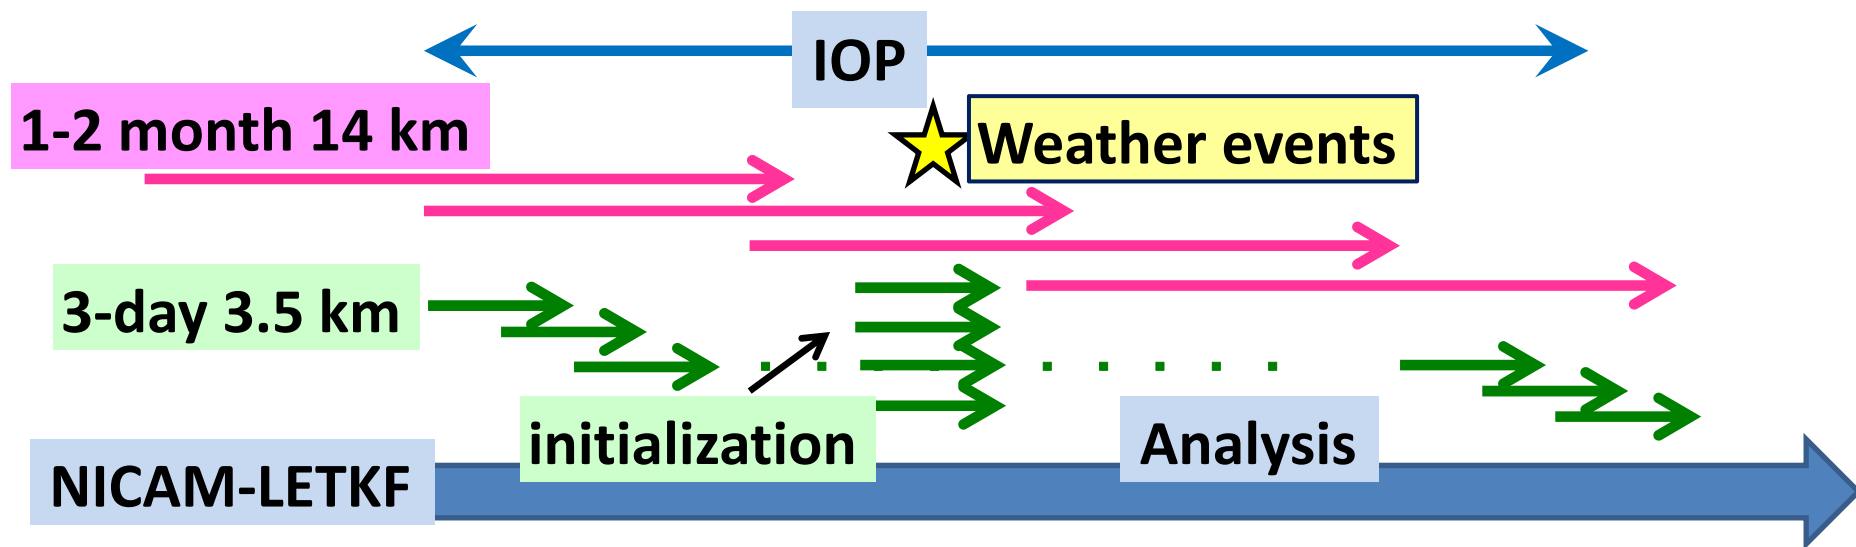 IOP
1-2 month 14 km
Weather events
3-day 3.5 km
initialization
Analysis
NICAM-LETKF